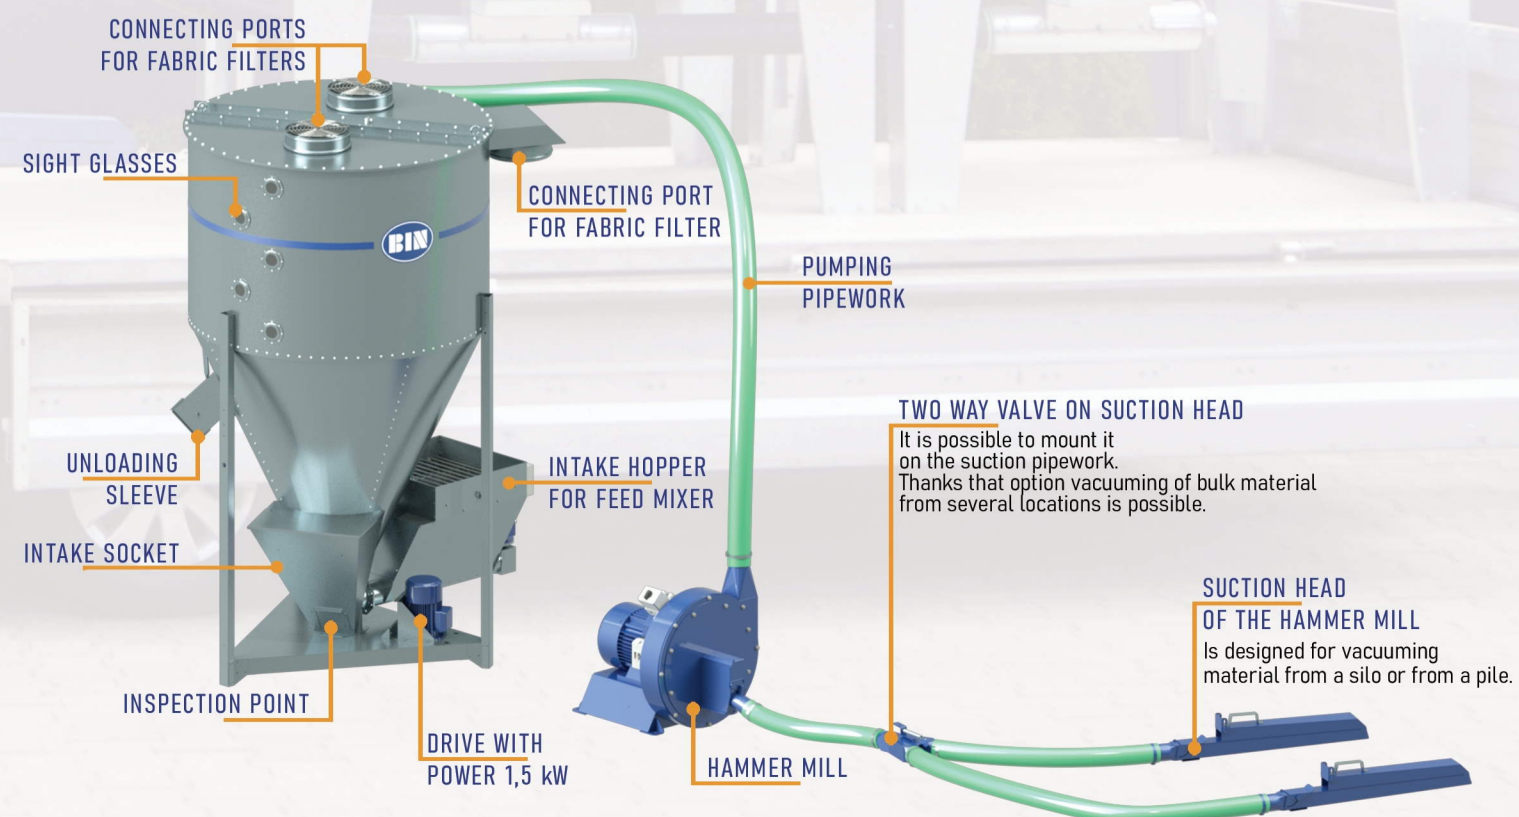 CONNECTING PORTS
FOR FABRIC FILTERS
SIGHT GLASSES
CONNECTING PORT
FOR FABRIC FILTER
BIN
PUMPING
PIPEWORK
TWO WAY VALVE ON SUCTION HEAD
It is possible to mount it
on the suction pipework.
Thanks that option vacuuming of bulk material
from several locations is possible.
UNLOADING
SLEEVE
INTAKE HOPPER
FOR FEED MIXER
INTAKE SOCKET
SUCTION HEAD
OF THE HAMMER MILL
Is designed for vacuuming
material from a silo or from a pile.
INSPECTION POINT
DRIVE WITH
POWER 1,5 kW
HAMMER MILL